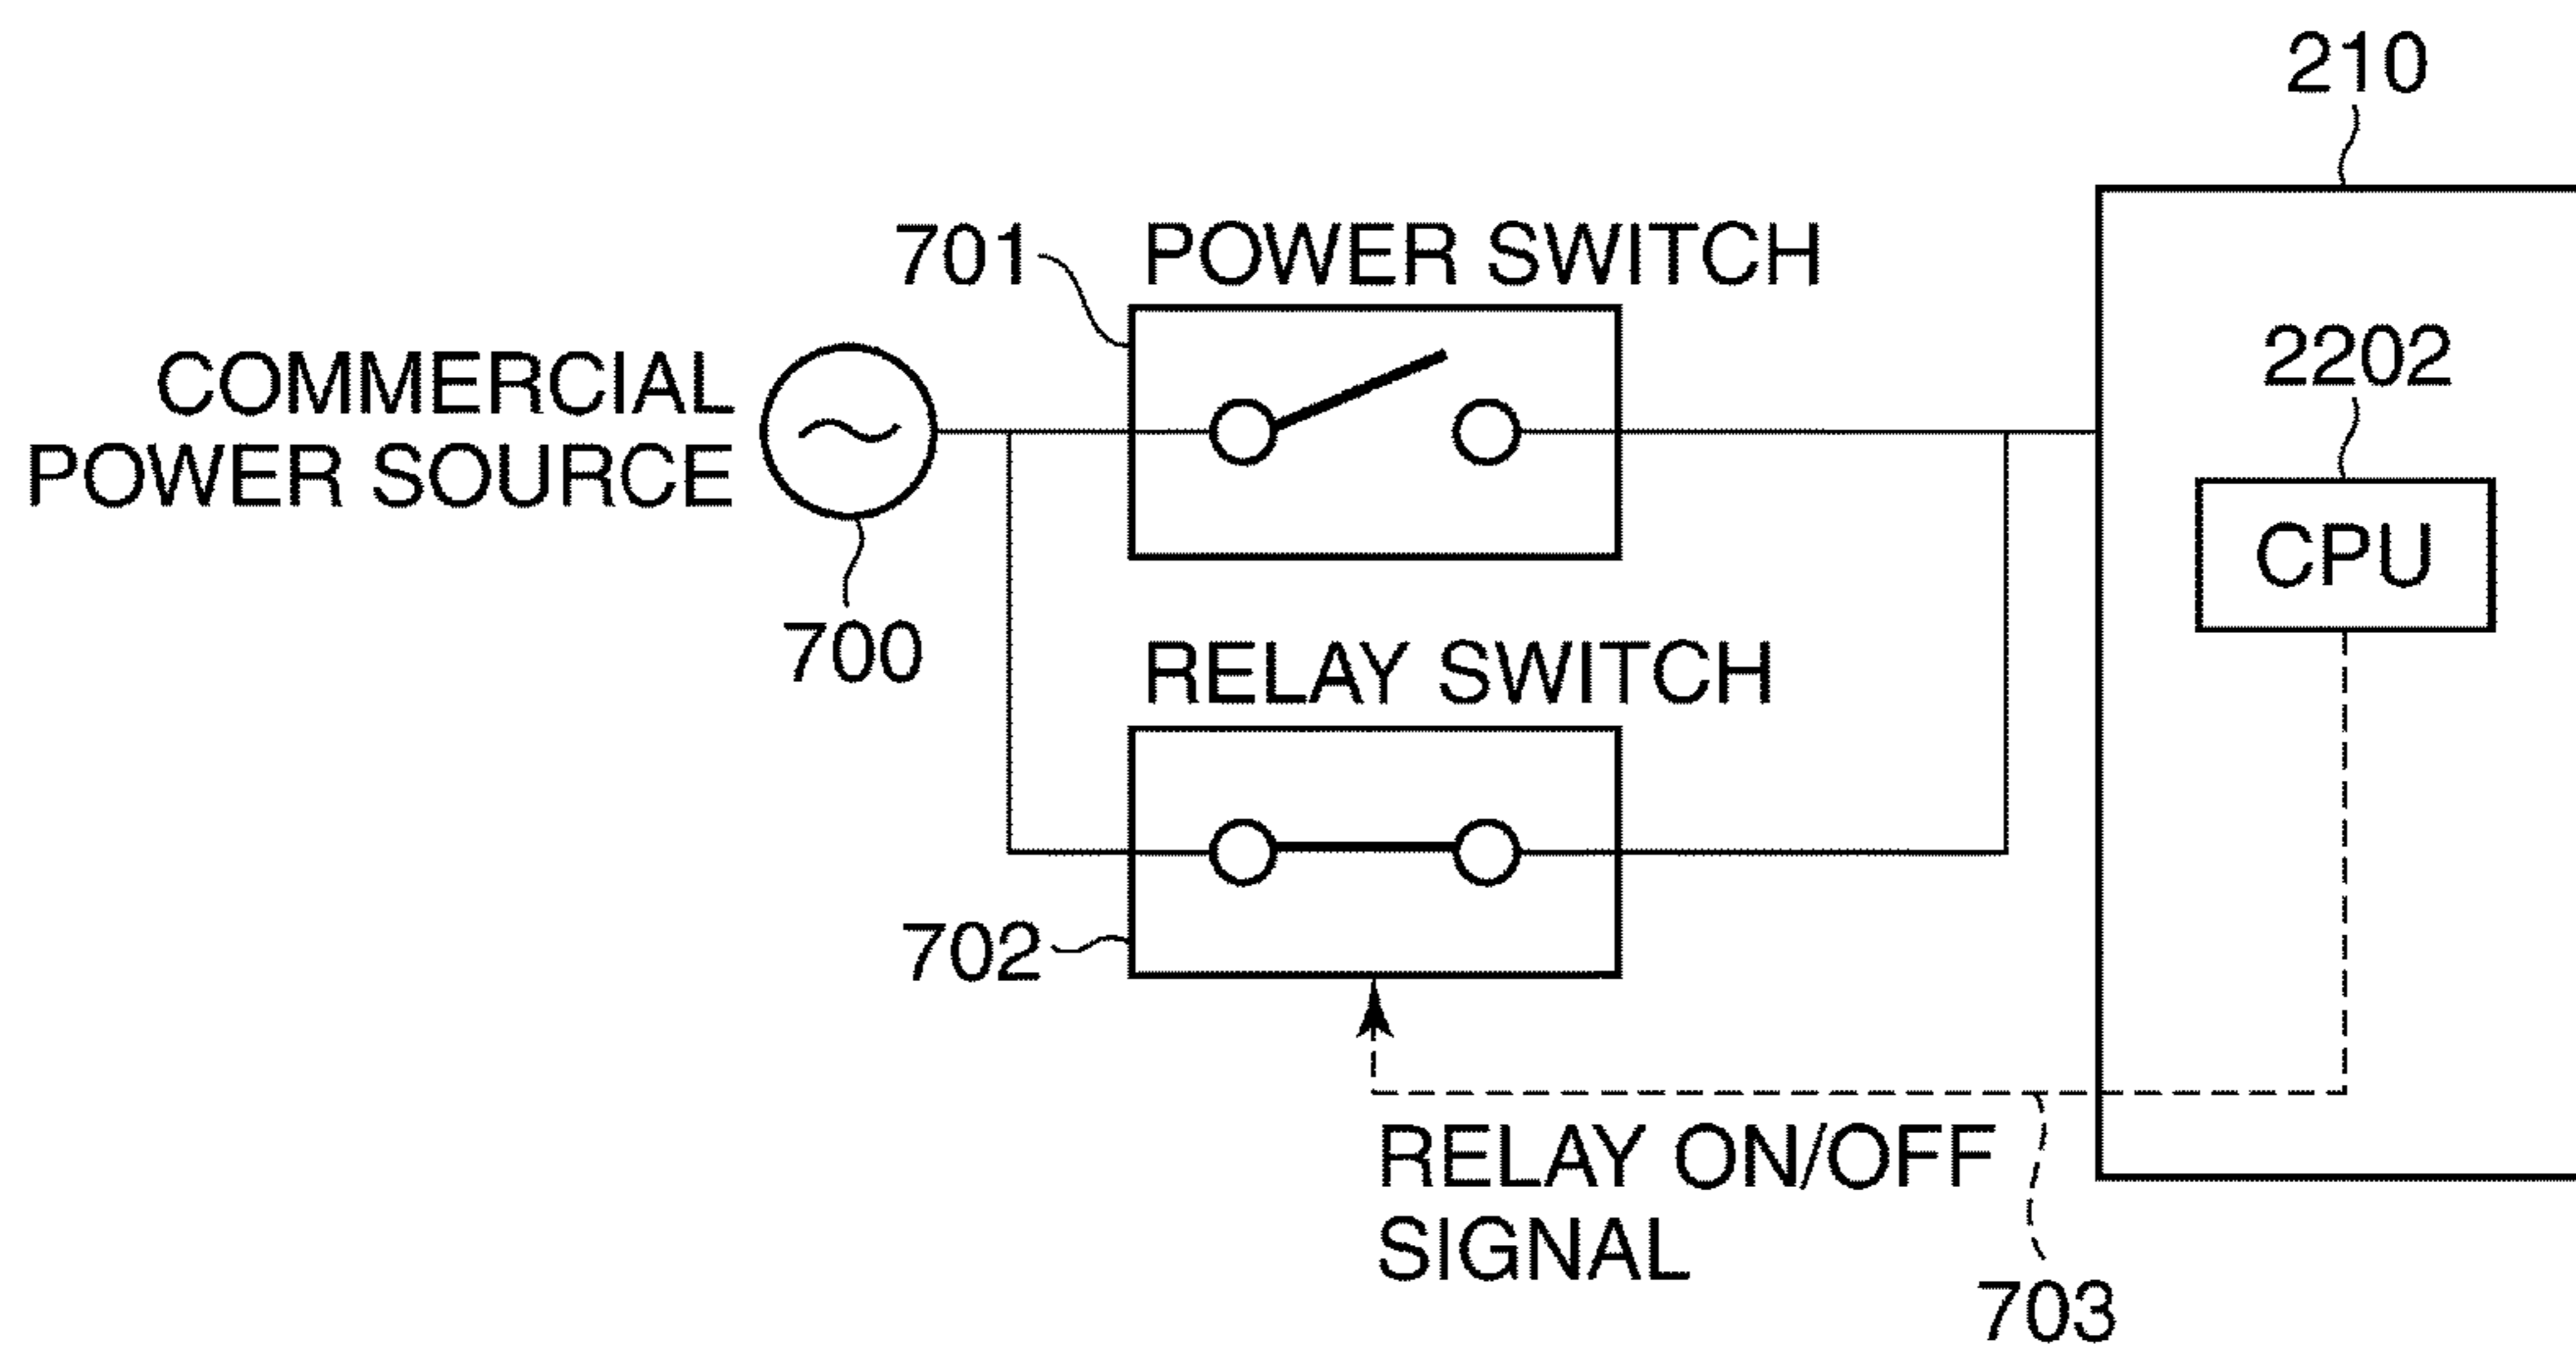 210
701
POWER SWITCH
2202
COMMERCIAL
POWER SOURCE
CPU
700
RELAY SWITCH
702
RELAY ON/OFF
SIGNAL
703